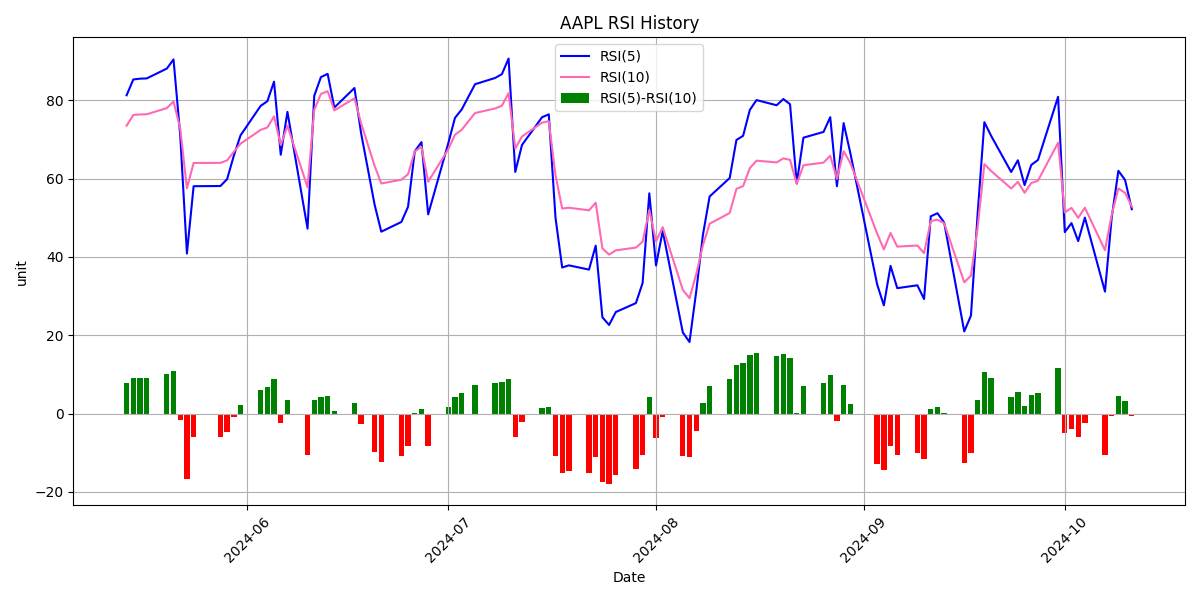 AAPL RSI History
RSI(5)
RSI(10)
RSI(5)-RSI(10)
unit
80
60
40
20
0
−20
2024-06
2024-07
2024-08
2024-09
2024-10
Date